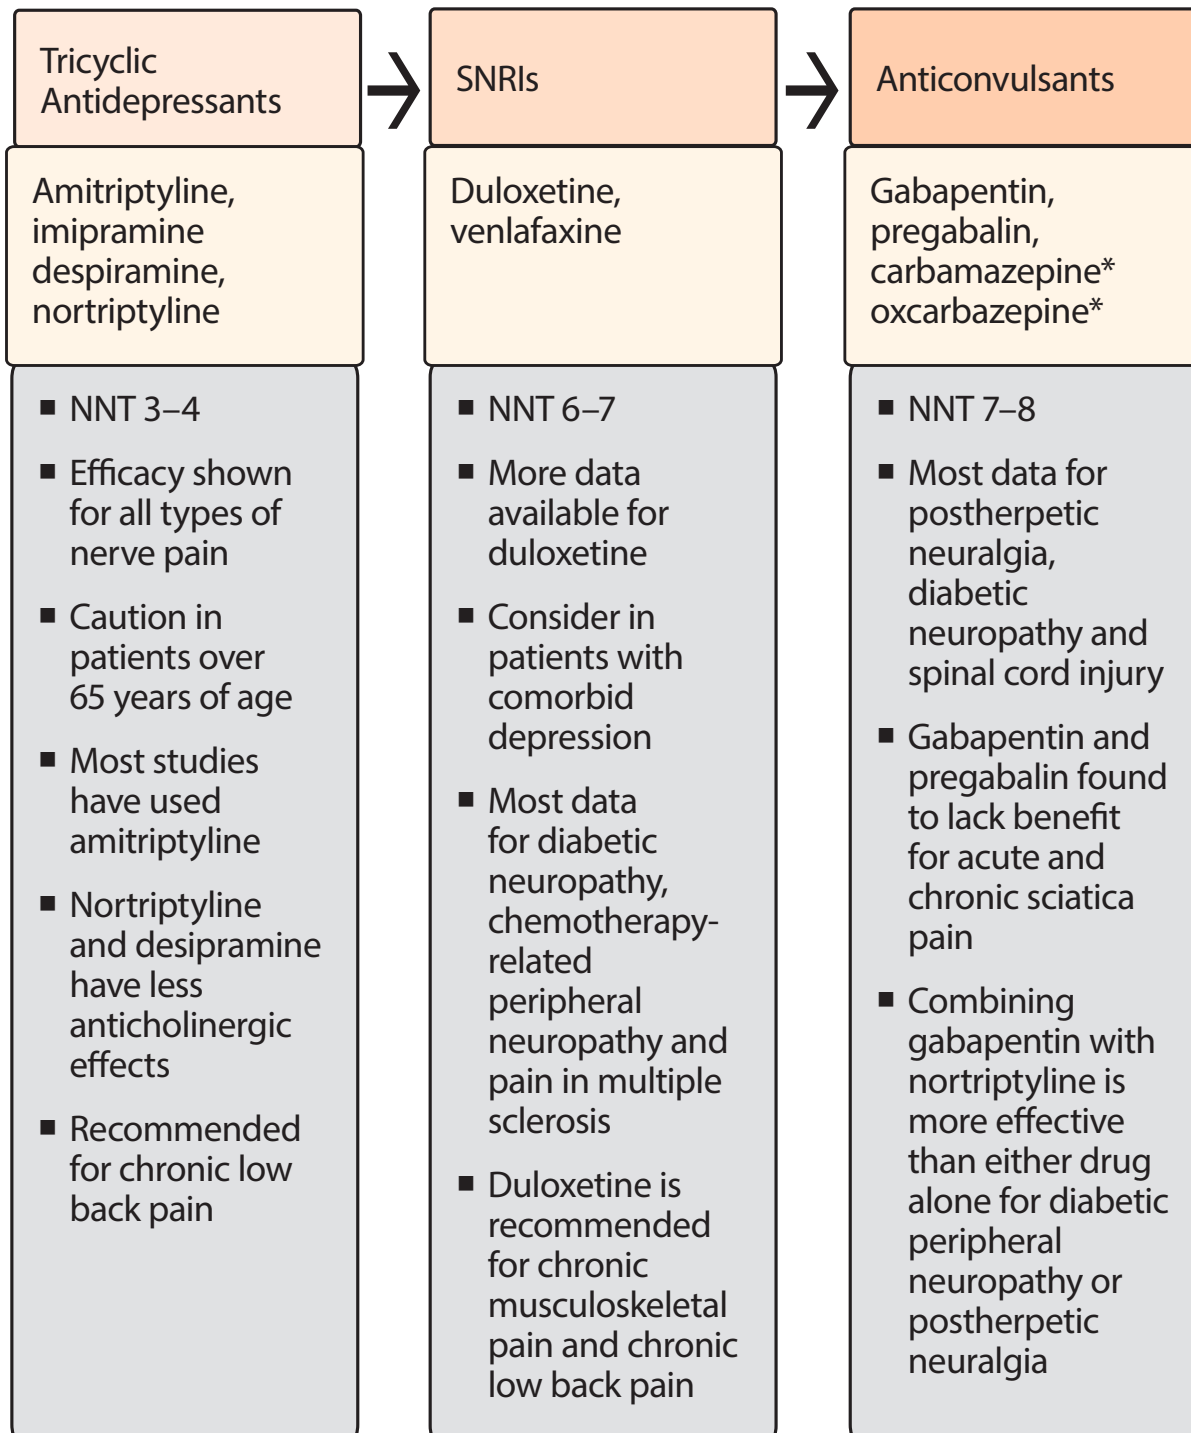 Tricyclic
Antidepressants
Amitriptyline,
imipramine
despiramine,
nortriptyline
■ NNT 3–4
■ Efficacy shown
for all types of
nerve pain
■ Caution in
patients over
65 years of age
■ Most studies
have used
amitriptyline
■ Nortriptyline
and desipramine
have less
anticholinergic
effects
■ Recommended
for chronic low
back pain
SNRIs
Duloxetine,
venlafaxine
■ NNT 6–7
■ More data
available for
duloxetine
■ Consider in
patients with
comorbid
depression
■ Most data
for diabetic
neuropathy,
chemotherapy-
related
peripheral
neuropathy and
pain in multiple
sclerosis
■ Duloxetine is
recommended
for chronic
musculoskeletal
pain and chronic
low back pain
Anticonvulsants
Gabapentin,
pregabalin,
carbamazepine*
oxcarbazepine*
■ NNT 7–8
■ Most data for
postherpetic
neuralgia,
diabetic
neuropathy and
spinal cord injury
■ Gabapentin and
pregabalin found
to lack benefit
for acute and
chronic sciatica
pain
■ Combining
gabapentin with
nortriptyline is
more effective
than either drug
alone for diabetic
peripheral
neuropathy or
postherpetic
neuralgia